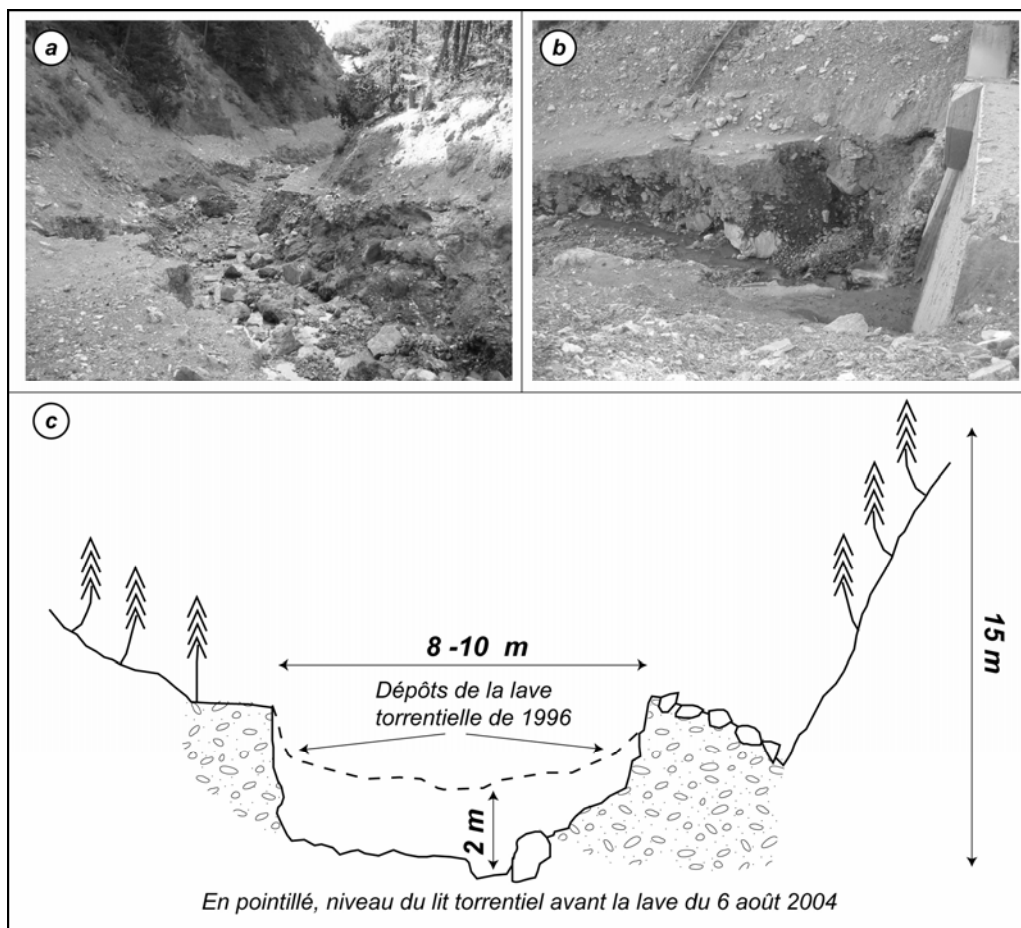 a
b
c
8 -10 m
Dépôts de la lave
torrentielle de 1996
2 m
15 m
En pointillé, niveau du lit torrentiel avant la lave du 6 août 2004